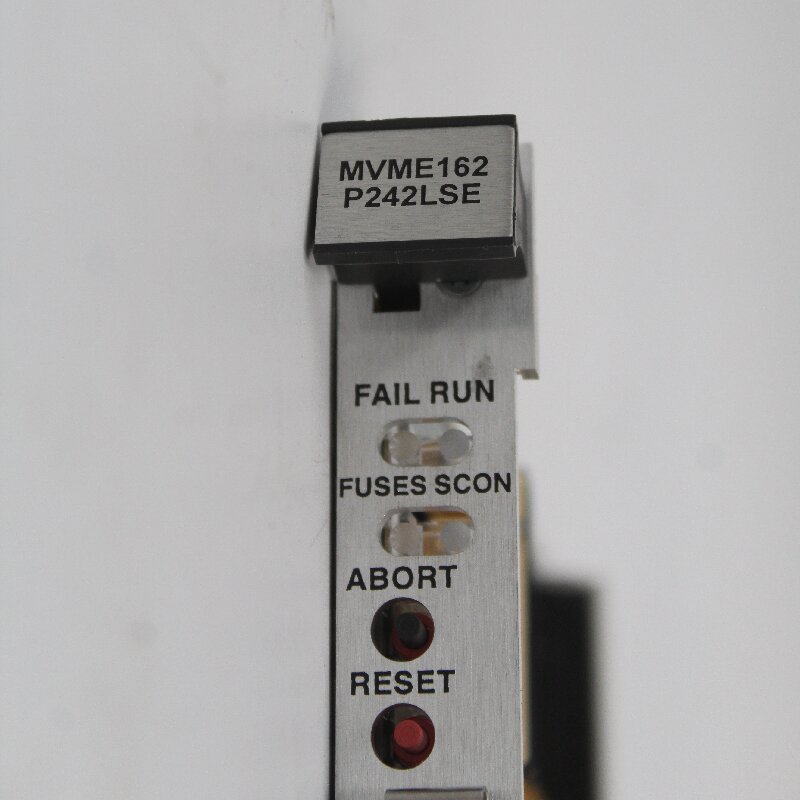 MVME162
P242LSE
FAIL RUN
FUSES SCON
ABORT
RESET